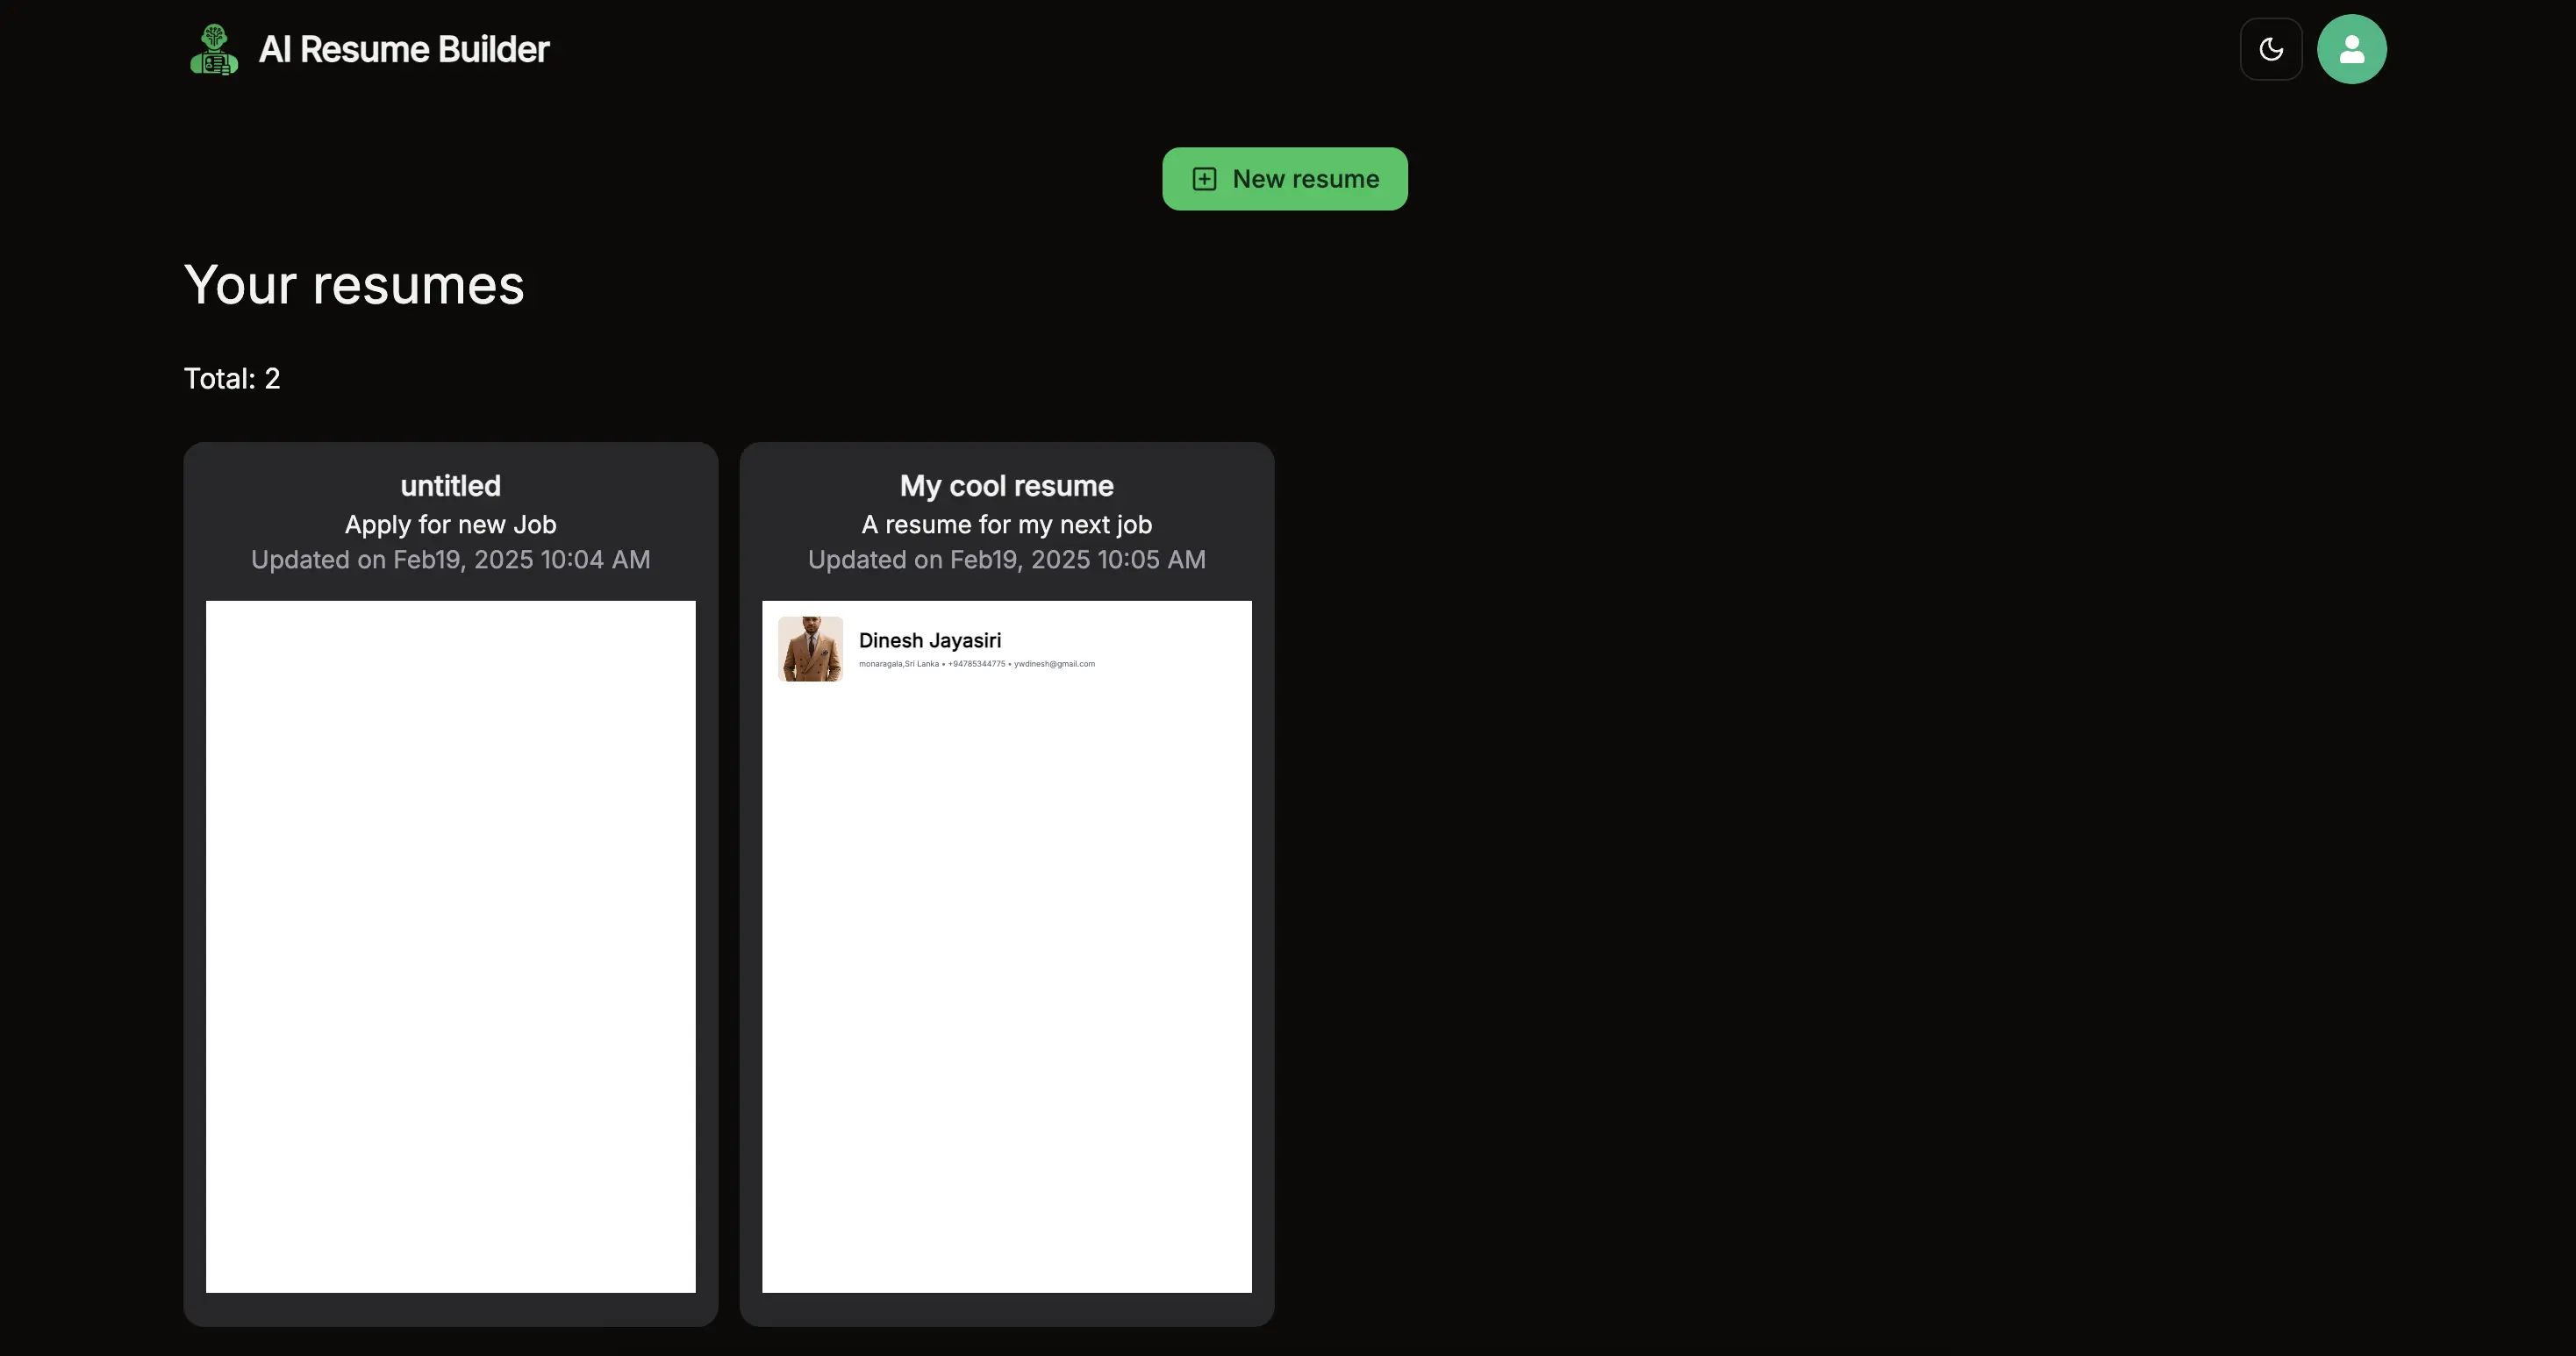 AI Resume Builder
New resume
Your resumes
Total: 2
untitled
Apply for new Job
Updated on Feb19, 2025 10:04 AM
My cool resume
A resume for my next job
Updated on Feb19, 2025 10:05 AM
Dinesh Jayasiri
monaragala,Sri Lanka • +94785344775 • ywdinesh@gmail.com